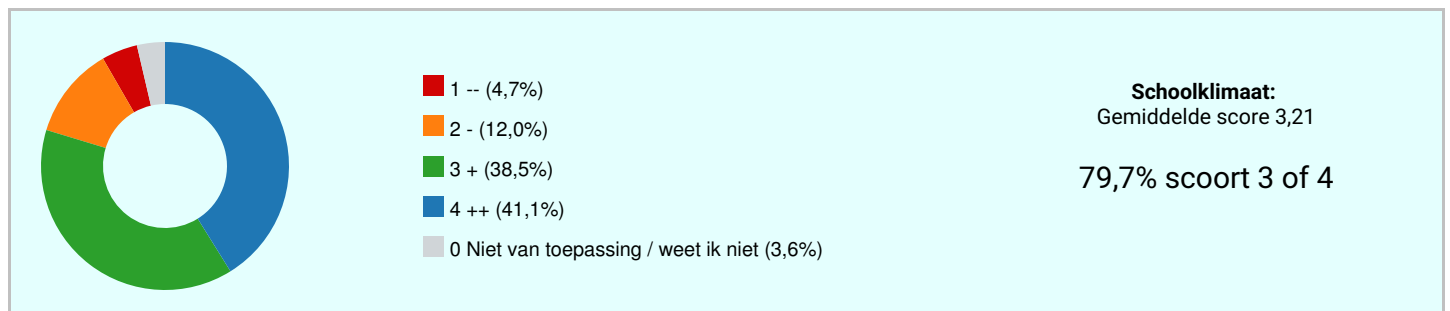 1 -- (4,7%)
2 - (12,0%)
3 + (38,5%)
4 ++ (41,1%)
0 Niet van toepassing / weet ik niet (3,6%)
Schoolklimaat:
Gemiddelde score 3,21
79,7% scoort 3 of 4